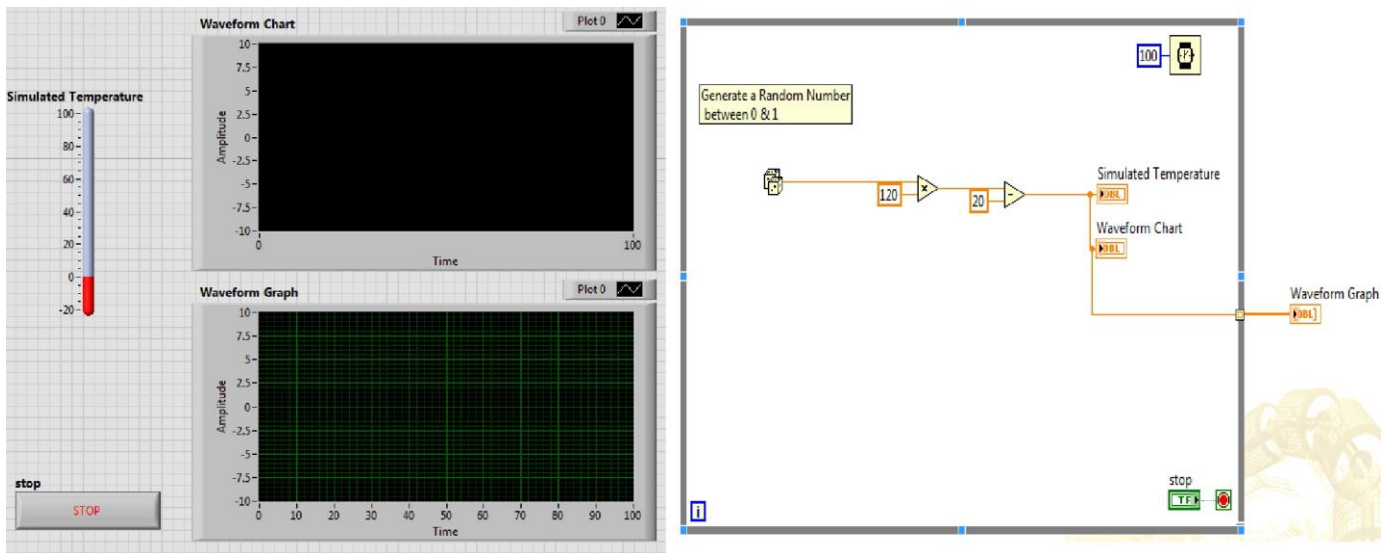 Waveform Chart
Plot 0
10
7.5
5
2.5
0
-2.5
-5
-7.5
-10
Amplitude
0
100
Time
Simulated Temperature
100
80
60
40
20
0
-20
Waveform Graph
Plot 0
10
7.5
5
2.5
0
-2.5
-5
-7.5
-10
Amplitude
0 10 20 30 40 50 60 70 80 90 100
Time
stop
STOP
100
Generate a Random Number
between 0 &1
120
x
20
-
Simulated Temperature
DBL
Waveform Chart
DBL
Waveform Graph
[DBL]
stop
TF
i